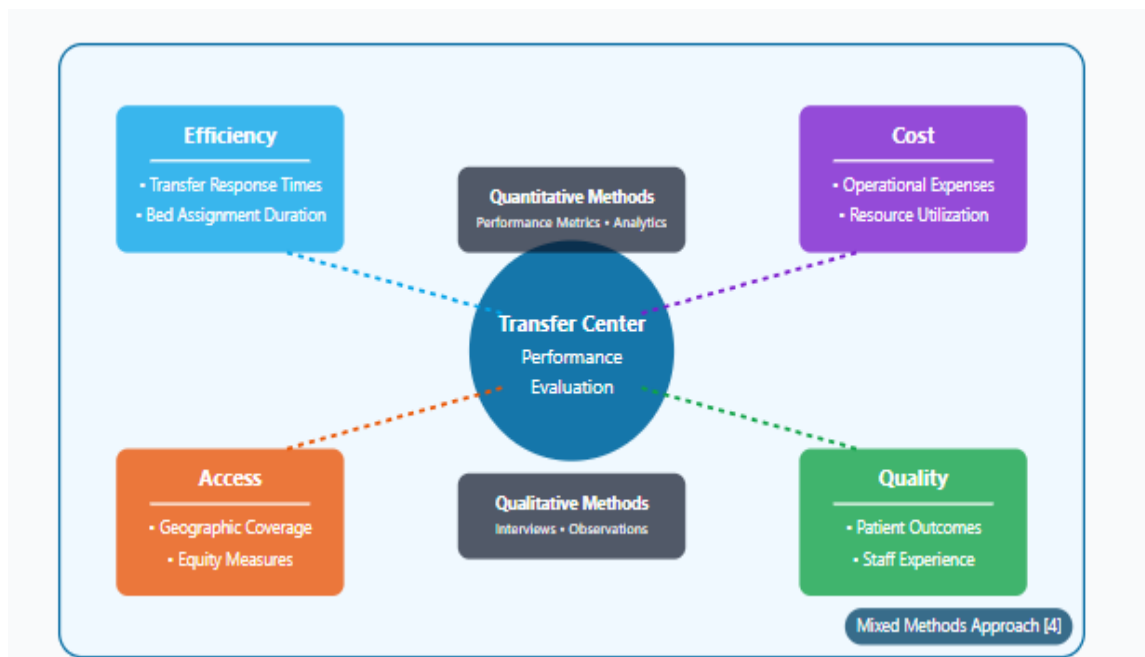 Efficiency
• Transfer Response Times
• Bed Assignment Duration
Quantitative Methods
Performance Metrics • Analytics
Cost
• Operational Expenses
• Resource Utilization
Transfer Center
Performance
Evaluation
Access
• Geographic Coverage
• Equity Measures
Qualitative Methods
Interviews • Observations
Quality
• Patient Outcomes
• Staff Experience
Mixed Methods Approach [4]